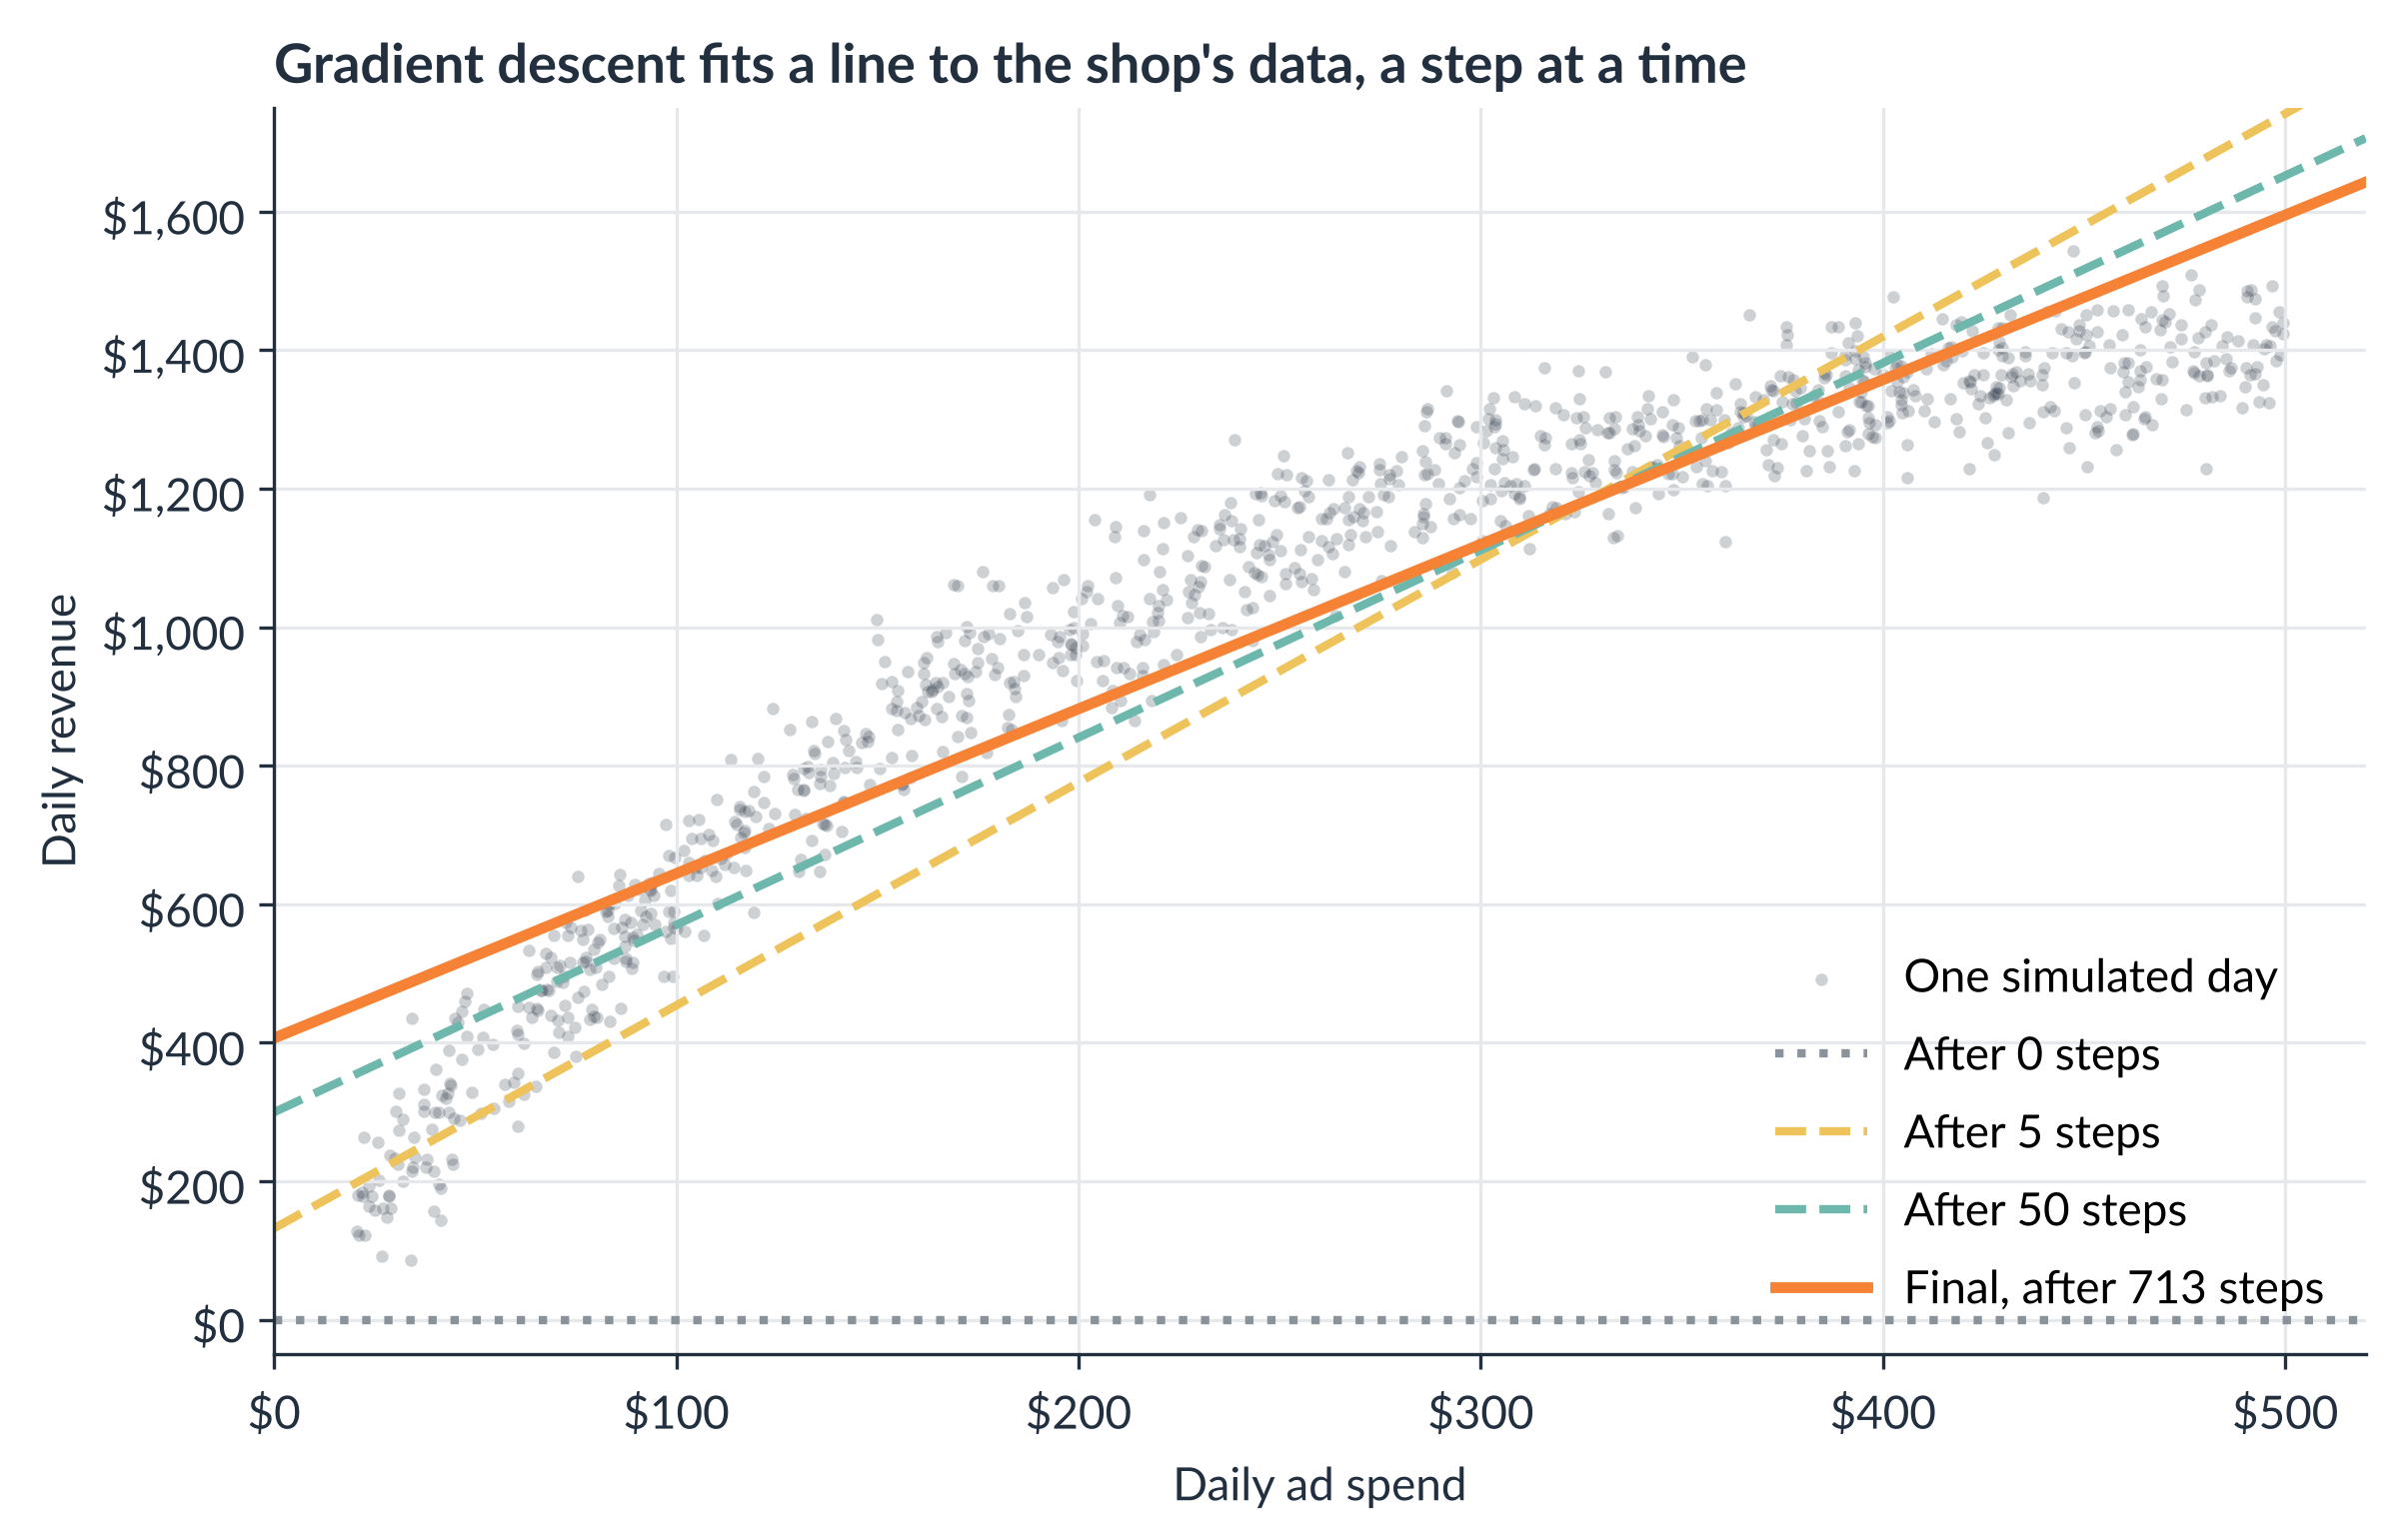 Gradient descent fits a line to the shop's data, a step at a time
Daily revenue
$1,600
$1,400
$1,200
$1,000
$800
$600
$400
$200
$0
One simulated day
After 0 steps
After 5 steps
After 50 steps
Final, after 713 steps
$0 $100 $200 $300 $400 $500
Daily ad spend